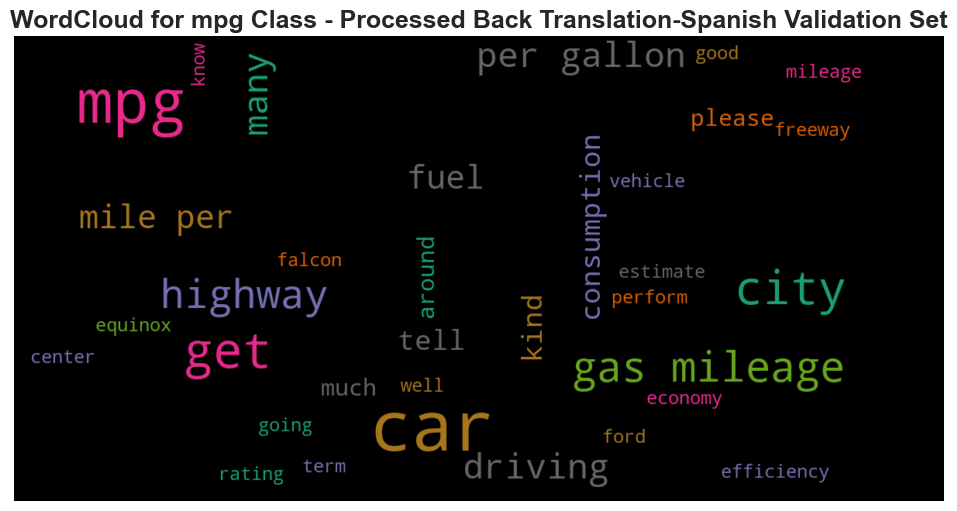 WordCloud for mpg Class - Processed Back Translation-Spanish Validation Set
know
many
per gallon
good
mileage
mpg
please
freeway
fuel
consumption
vehicle
mile per
falcon
around
estimate
highway
kind
perform
city
equinox
center
get
tell
gas mileage
much
well
economy
car
going
ford
driving
rating
term
efficiency